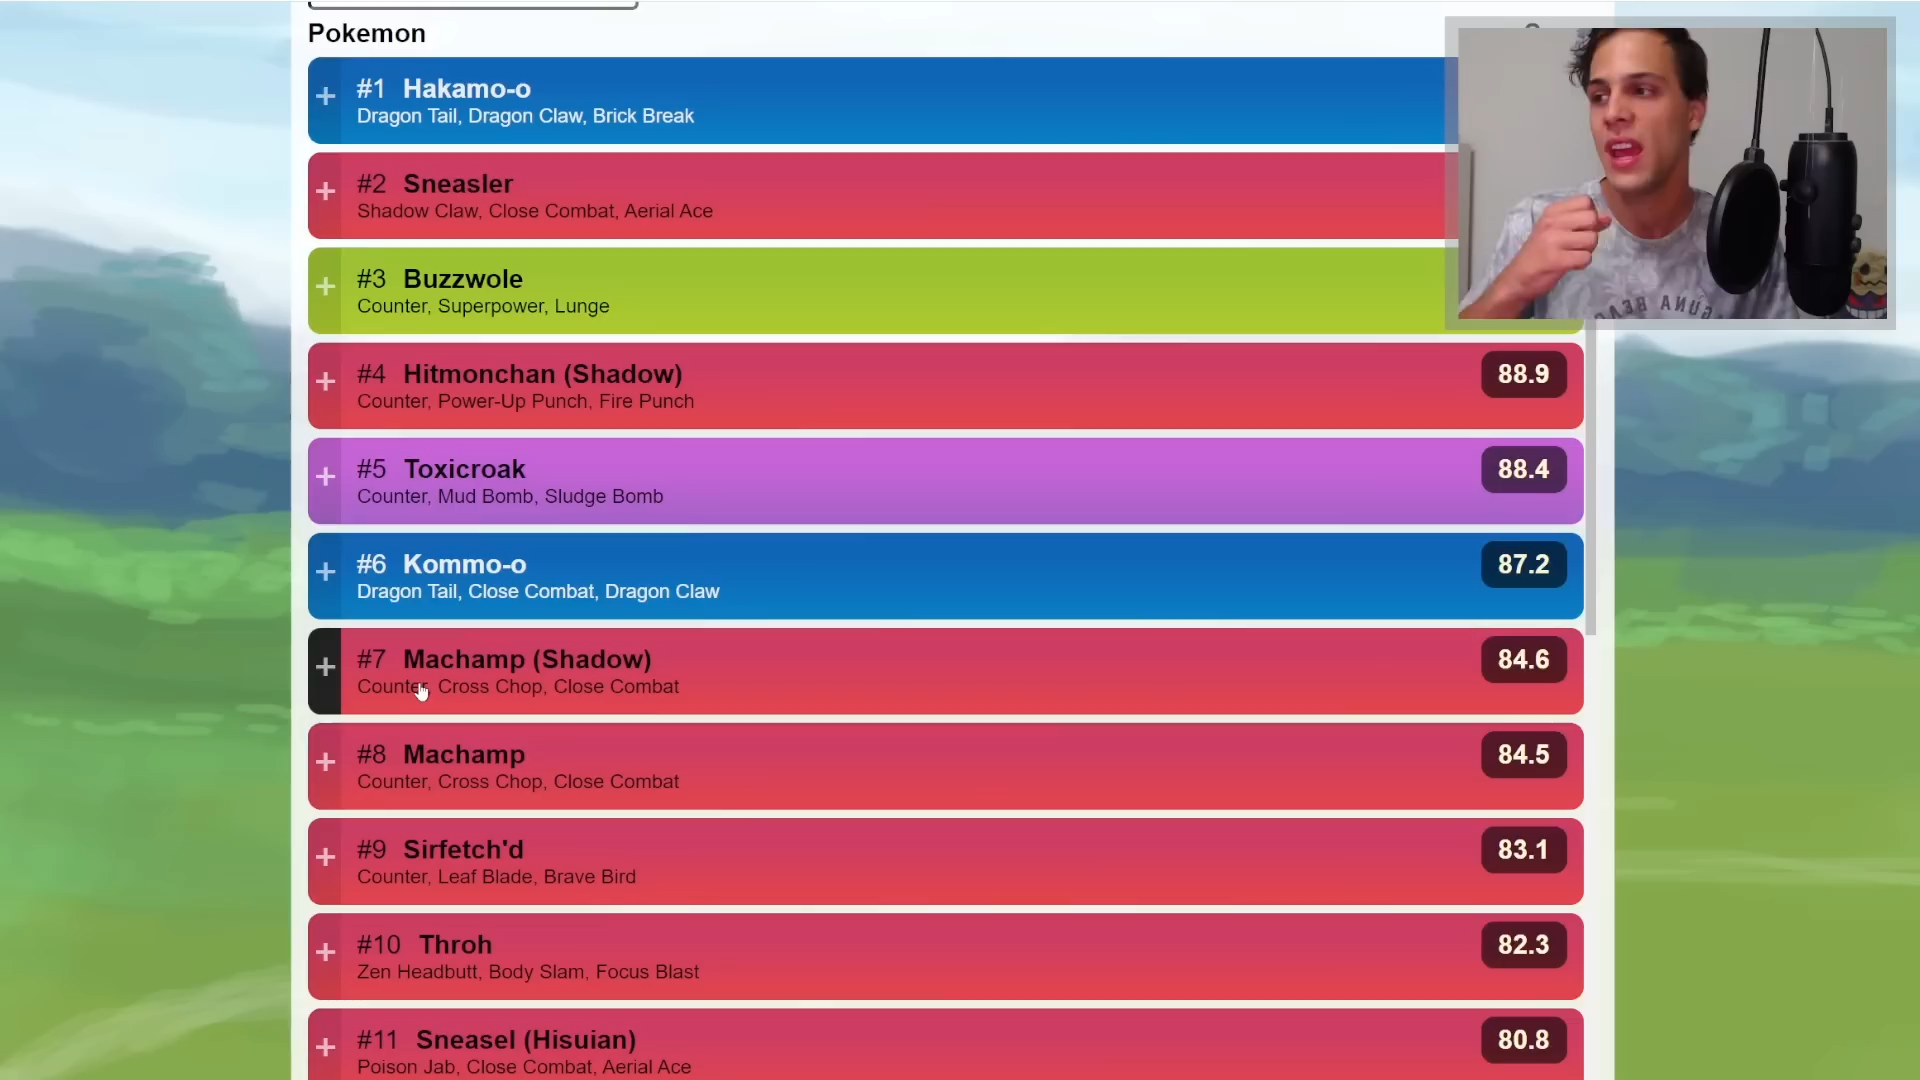 Pokemon
#1 Hakamo-o
Dragon Tail, Dragon Claw, Brick Break
#2 Sneasler
Shadow Claw, Close Combat, Aerial Ace
#3 Buzzwole
Counter, Superpower, Lunge
#4 Hitmonchan (Shadow)
88.9
Counter, Power-Up Punch, Fire Punch
#5 Toxicroak
88.4
Counter, Mud Bomb, Sludge Bomb
#6 Kommo-o
87.2
Dragon Tail, Close Combat, Dragon Claw
#7 Machamp (Shadow)
84.6
Counter, Cross Chop, Close Combat
#8 Machamp
84.5
Counter, Cross Chop, Close Combat
#9 Sirfetch'd
83.1
Counter, Leaf Blade, Brave Bird
#10 Throh
82.3
Zen Headbutt, Body Slam, Focus Blast
#11 Sneasel (Hisuian)
80.8
Poison Jab, Close Combat, Aerial Ace